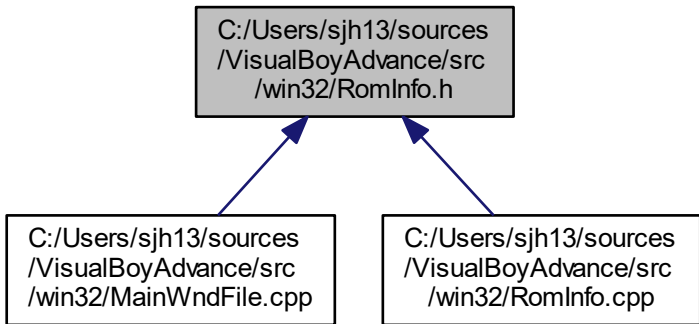 C:/Users/sjh13/sources
/VisualBoyAdvance/src
/win32/RomInfo.h
C:/Users/sjh13/sources
/VisualBoyAdvance/src
/win32/MainWndFile.cpp
C:/Users/sjh13/sources
/VisualBoyAdvance/src
/win32/RomInfo.cpp